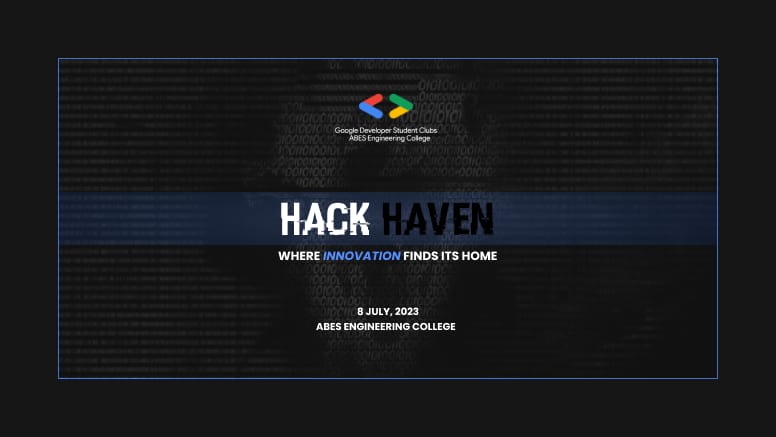 Google Developer Student Clubs
ABES Engineering College
HACK HAVEN
WHERE INNOVATION FINDS ITS HOME
8 JULY, 2023
ABES ENGINEERING COLLEGE